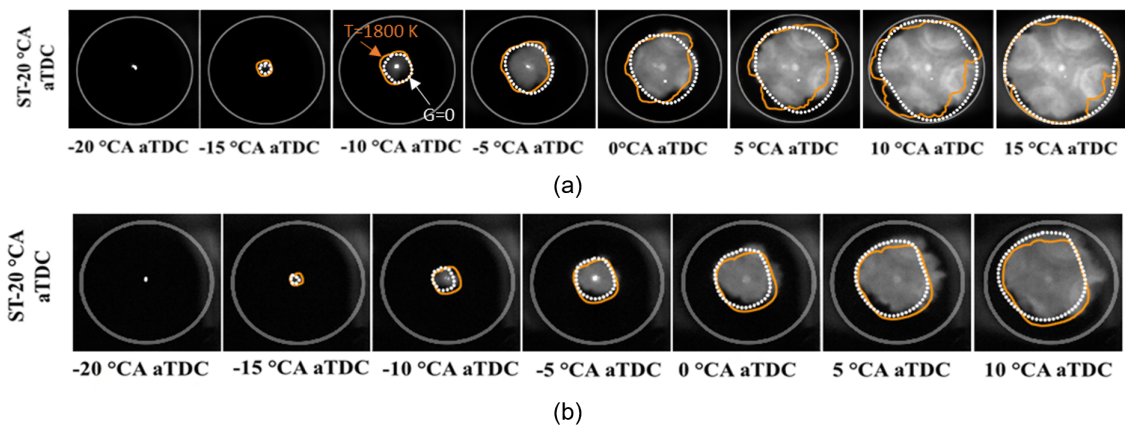 ST-20 °CA
aTDC
T=1800 K
G=0
-20 °CA aTDC -15 °CA aTDC -10 °CA aTDC -5 °CA aTDC 0°CA aTDC 5 °CA aTDC 10 °CA aTDC 15 °CA aTDC
(a)
ST-20 °CA
aTDC
-20 °CA aTDC -15 °CA aTDC -10 °CA aTDC -5 °CA aTDC 0 °CA aTDC 5 °CA aTDC 10 °CA aTDC
(b)